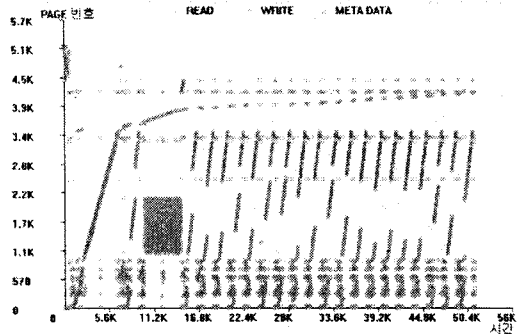 PAGE 번호
READ WRITE META DATA
5.7K
5.1K
4.5K
3.9K
3.4K
2.8K
2.2K
1.7K
1.1K
570
0
0 5.6K 11.2K 16.8K 22.4K 28K 33.6K 39.2K 44.8K 50.4K 56K
시간